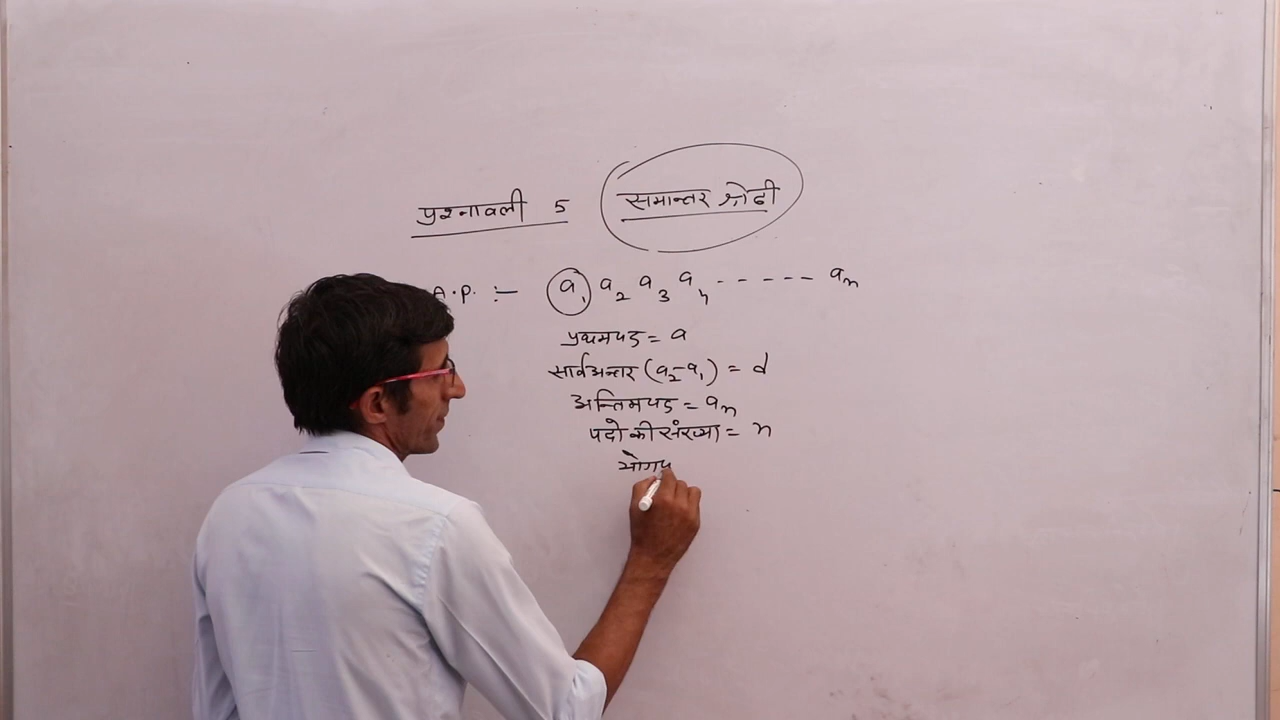 प्रश्नावली 5 समान्तर श्रेढी
A.P. :- a₁ a₂ a₃ a₄ ------ aₙ
प्रथमपद = a
सार्वअन्तर (a₂-a₁) = d
अन्तिमपद = aₙ
पदो की संख्या = n
योगफ